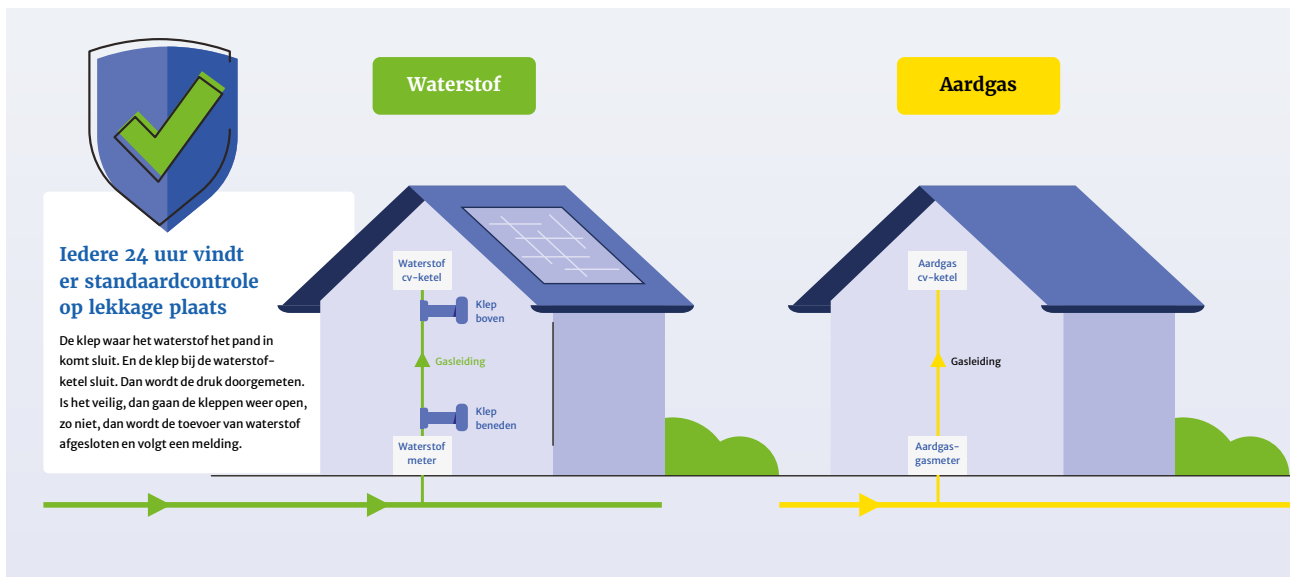 Waterstof
Aardgas
Iedere 24 uur vindt
er standaardcontrole
op lekkage plaats
De klep waar het waterstof het pand in
komt sluit. En de klep bij de waterstof-
ketel sluit. Dan wordt de druk doorgemeten.
Is het veilig, dan gaan de kleppen weer open,
zo niet, dan wordt de toevoer van waterstof
afgesloten en volgt een melding.
Waterstof
cv-ketel
Klep
boven
Gasleiding
Klep
beneden
Waterstof
meter
Aardgas
cv-ketel
Gasleiding
Aardgas-
gasmeter